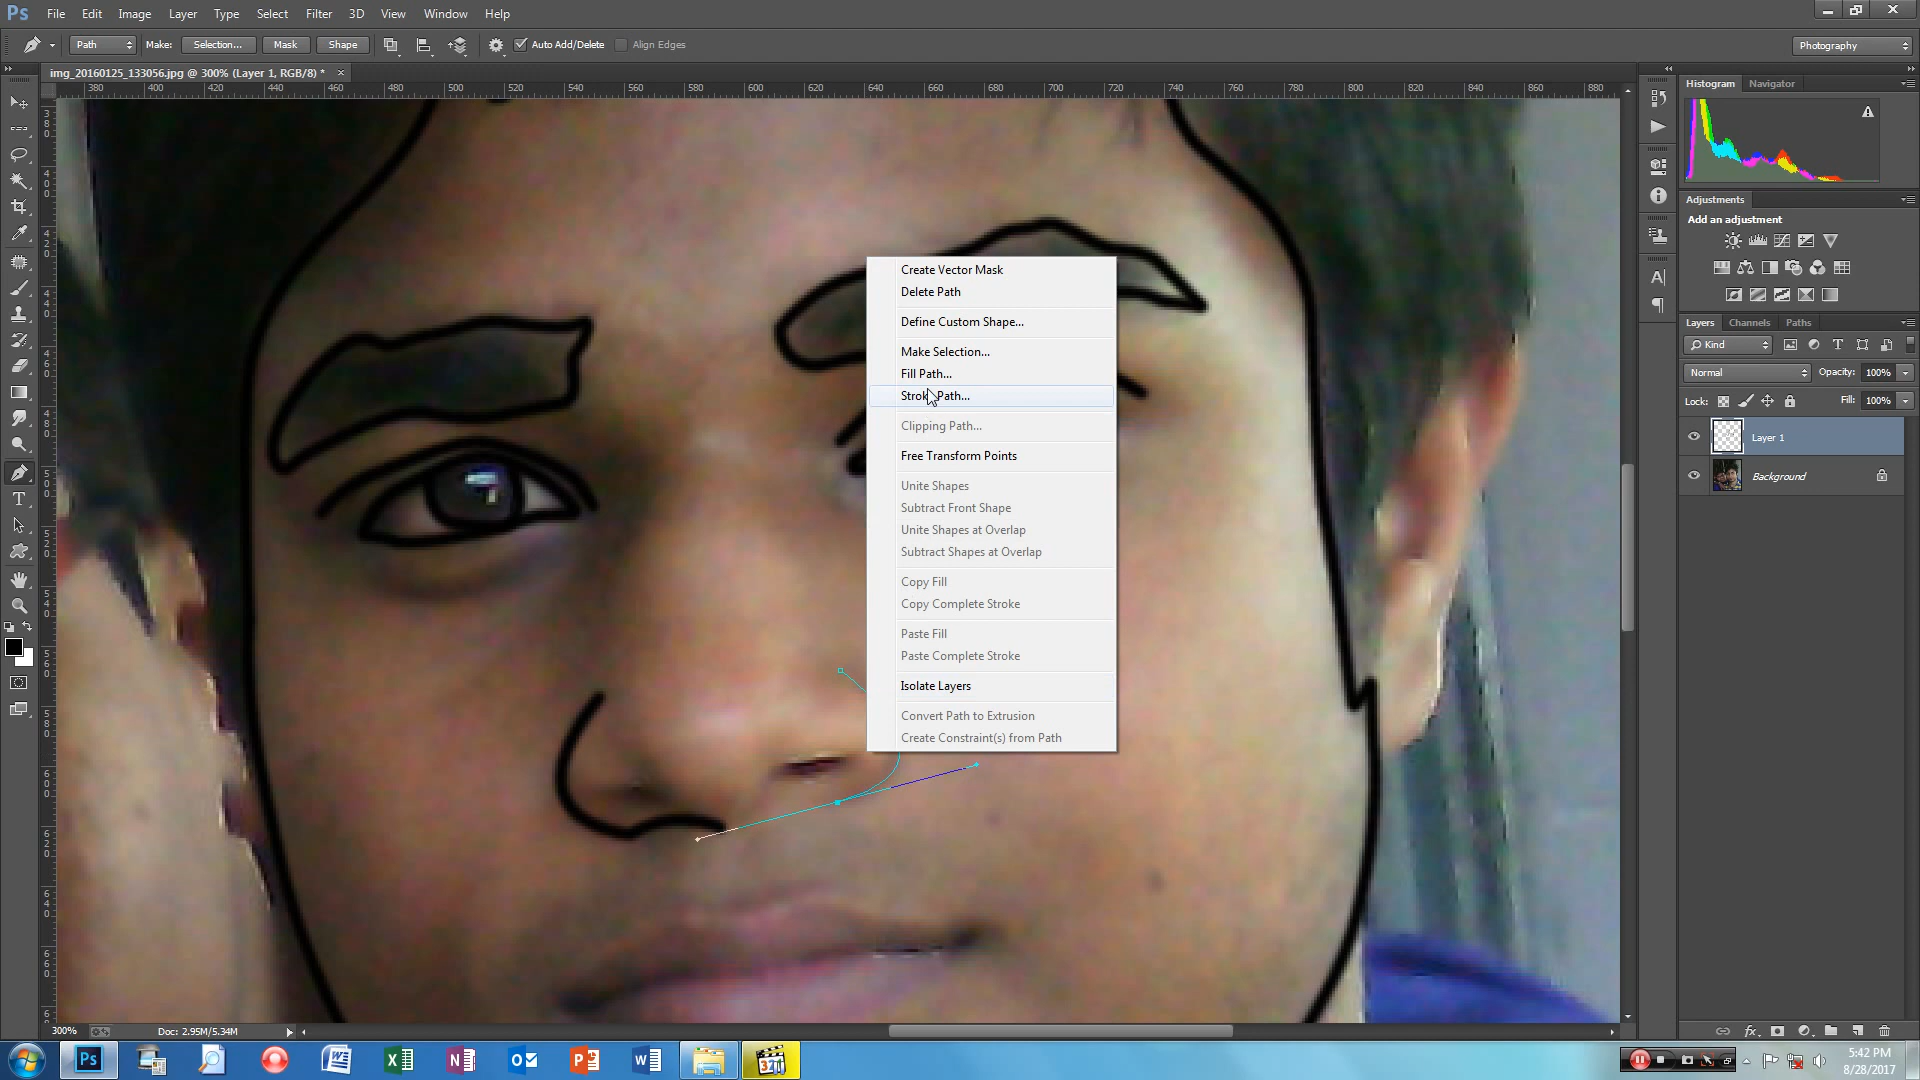 Ps File Edit Image Layer Type Select Filter 3D View Window Help
Path Make: Selection... Mask Shape Auto Add/Delete Align Edges Photography
img_20160125_133056.jpg @ 300% (Layer 1, RGB/8) * ×
380 400 420 440 460 480 500 520 540 560 580 600 620 640 660 680 700 720 740 760 780 800 820 840 860 880
Histogram Navigator
Adjustments
Add an adjustment
Layers Channels Paths
Kind
Normal Opacity: 100%
Lock: Fill: 100%
Layer 1
Background
Create Vector Mask
Delete Path
Define Custom Shape...
Make Selection...
Fill Path...
Stroke Path...
Clipping Path...
Free Transform Points
Unite Shapes
Subtract Front Shape
Unite Shapes at Overlap
Subtract Shapes at Overlap
Copy Fill
Copy Complete Stroke
Paste Fill
Paste Complete Stroke
Isolate Layers
Convert Path to Extrusion
Create Constraint(s) from Path
300% Doc: 2.95M/5.34M
5:42 PM
8/28/2017